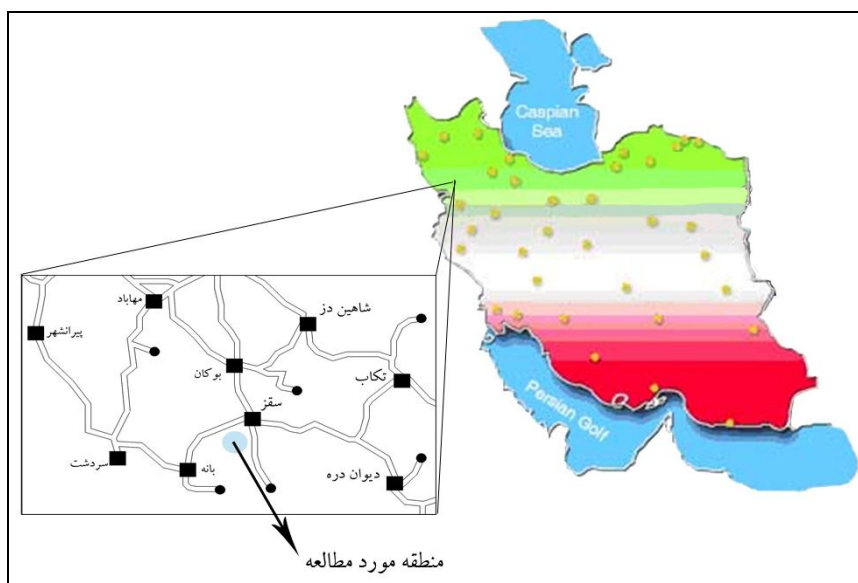 Caspian
Sea
Persian Golf
مهاباد
پیرانشهر
شاهین دز
بوکان
تکاب
سقز
سردشت
بانه
دیوان دره
منطقه مورد مطالعه